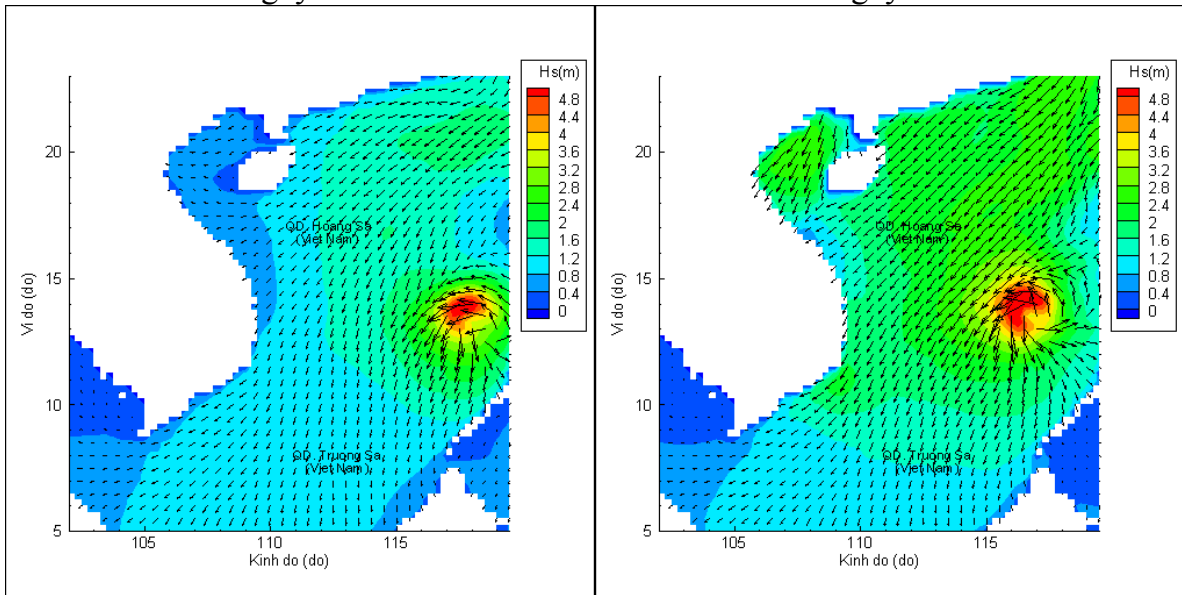 Hs(m)
4.8
4.4
4
3.6
3.2
2.8
2.4
2
1.6
1.2
0.8
0.4
0
20
15
10
5
Vi do (do)
QD. Hoang Sa
(Viet Nam)
QD. Truong Sa
(Viet Nam)
105
110
115
Kinh do (do)
Hs(m)
4.8
4.4
4
3.6
3.2
2.8
2.4
2
1.6
1.2
0.8
0.4
0
20
15
10
5
Vi do (do)
QD. Hoang Sa
(Viet Nam)
QD. Truong Sa
(Viet Nam)
105
110
115
Kinh do (do)